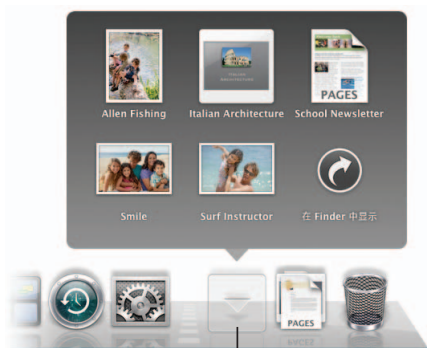 PAGES
Allen Fishing
Italian Architecture
School Newsletter
Smile
Surf Instructor
在 Finder 中显示
PAGES